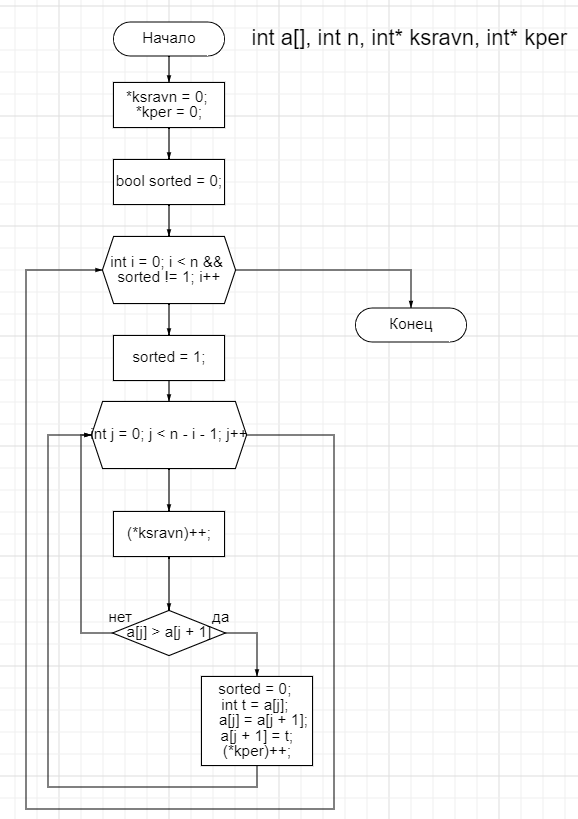 Начало
int a[], int n, int* ksravn, int* kper
*ksravn = 0;
*kper = 0;
bool sorted = 0;
int i = 0; i < n &&
sorted != 1; i++
Конец
sorted = 1;
int j = 0; j < n - i - 1; j++
(*ksravn)++;
нет
да
a[j] > a[j + 1]
sorted = 0;
int t = a[j];
a[j] = a[j + 1];
a[j + 1] = t;
(*kper)++;